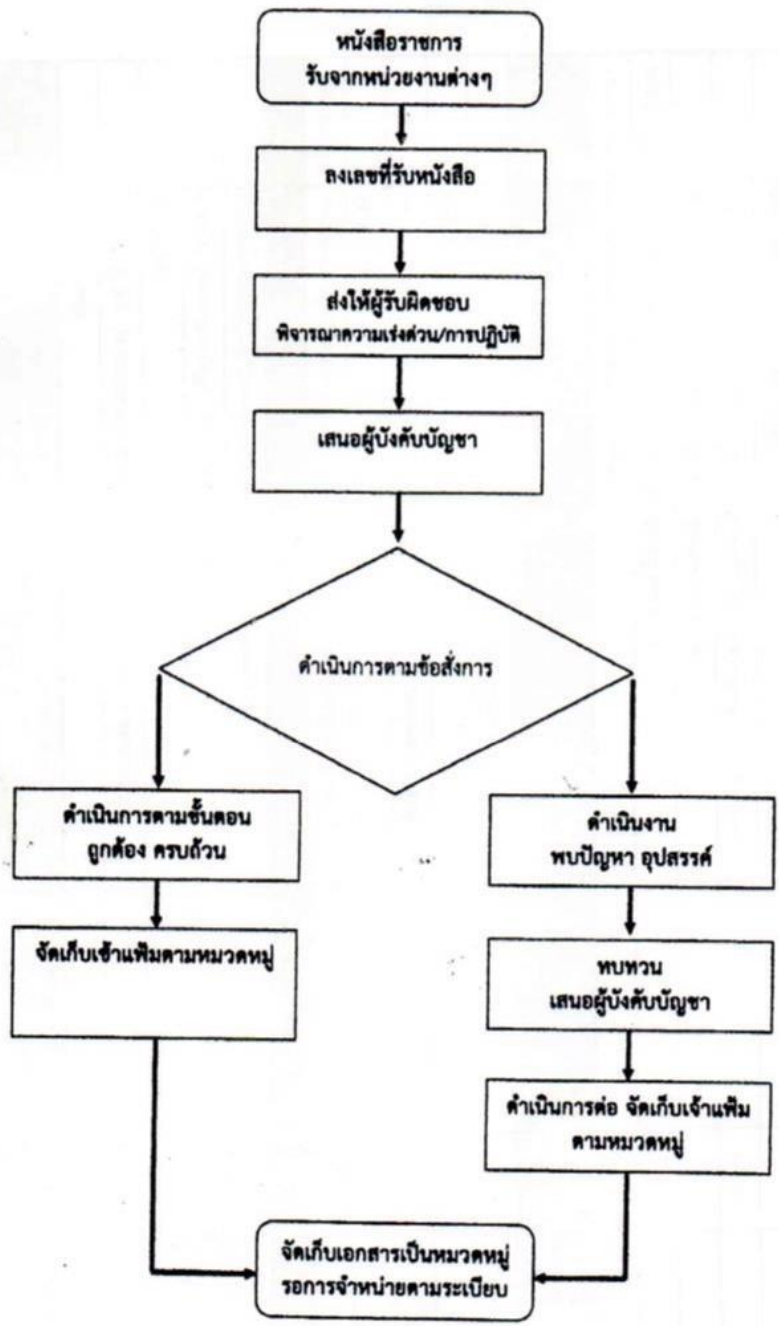 หนังสือราชการ
รับจากหน่วยงานต่างๆ
ลงเลขที่รับหนังสือ
ส่งให้ผู้รับผิดชอบ
พิจารณาความเร่งด่วน/การปฏิบัติ
เสนอผู้บังคับบัญชา
ดำเนินการตามข้อสั่งการ
ดำเนินการตามขั้นตอน
ถูกต้อง ครบถ้วน
จัดเก็บเข้าแฟ้มตามหมวดหมู่
ดำเนินงาน
พบปัญหา อุปสรรค์
ทบทวน
เสนอผู้บังคับบัญชา
ดำเนินการต่อ จัดเก็บเจ้าแฟ้ม
ตามหมวดหมู่
จัดเก็บเอกสารเป็นหมวดหมู่
รอการจำหน่ายตามระเบียบ